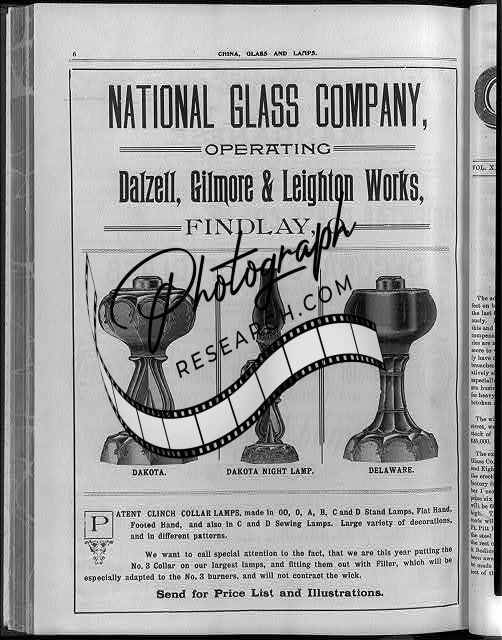 6
CHINA, GLASS AND LAMPS.
NATIONAL GLASS COMPANY,
OPERATING
Dalzell, Gilmore & Leighton Works,
FINDLAY,
Photograph
RESEARCH.COM
DAKOTA.
DAKOTA NIGHT LAMP.
DELAWARE.
PATENT CLINCH COLLAR LAMPS, made in OO, O, A, B, C and D Stand Lamps, Flat Hand,
Footed Hand, and also in C and D Sewing Lamps. Large variety of decorations,
and in different patterns.
We want to call special attention to the fact, that we are this year putting the
No. 3 Collar on our largest lamps, and fitting them out with Filler, which will be
especially adapted to the No. 3 burners, and will not contract the wick.
Send for Price List and Illustrations.
VOL. X